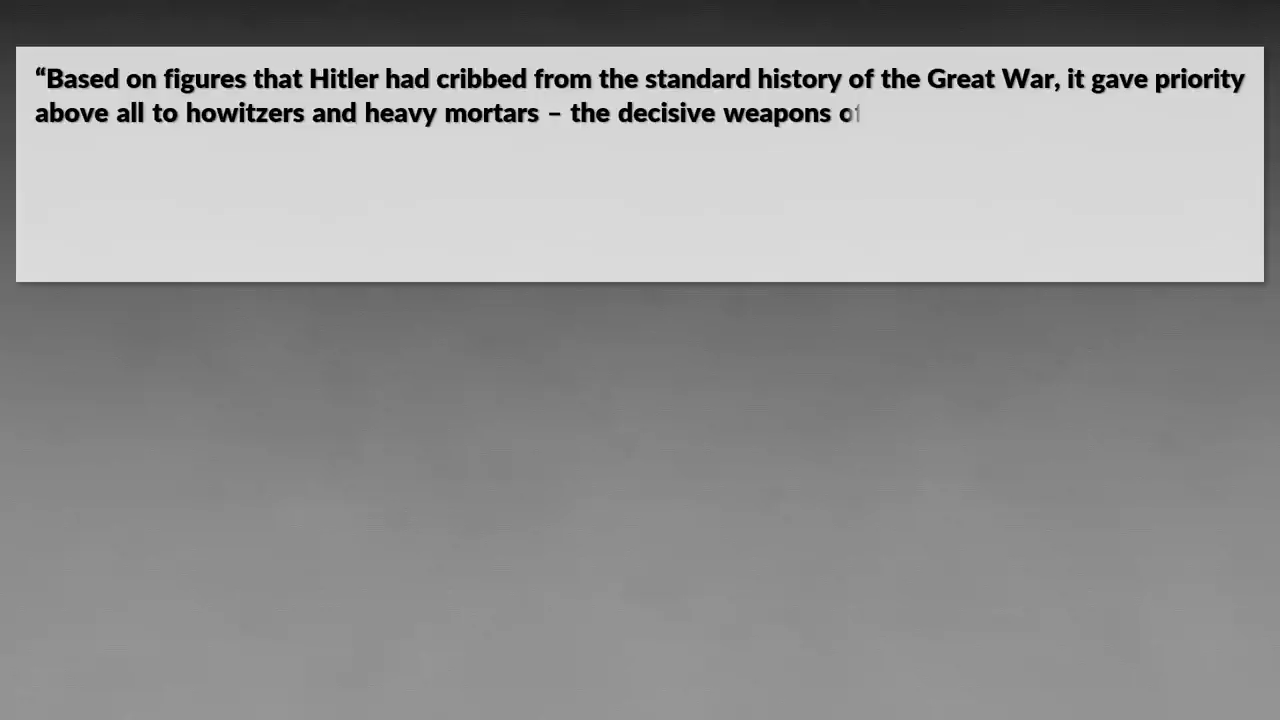 “Based on figures that Hitler had cribbed from the standard history of the Great War, it gave priority
above all to howitzers and heavy mortars – the decisive weapons